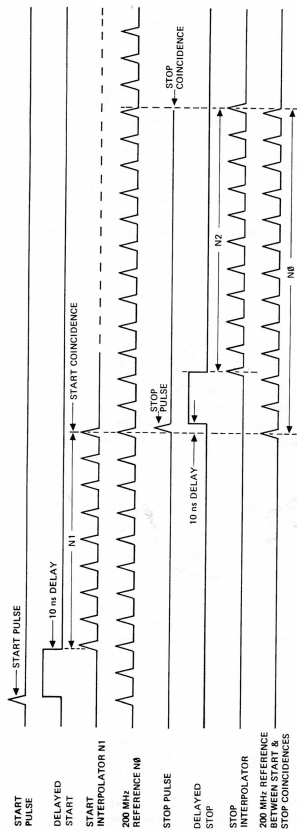 START
PULSE
START PULSE
DELAYED
START
10 ns DELAY
START
INTERPOLATOR N1
N1
START COINCIDENCE
200 MHz
REFERENCE NØ
STOP PULSE
STOP
PULSE
STOP
COINCIDENCE
DELAYED
STOP
10 ns DELAY
STOP
INTERPOLATOR
N2
200 MHz REFERENCE
BETWEEN START &
STOP COINCIDENCES
NØ